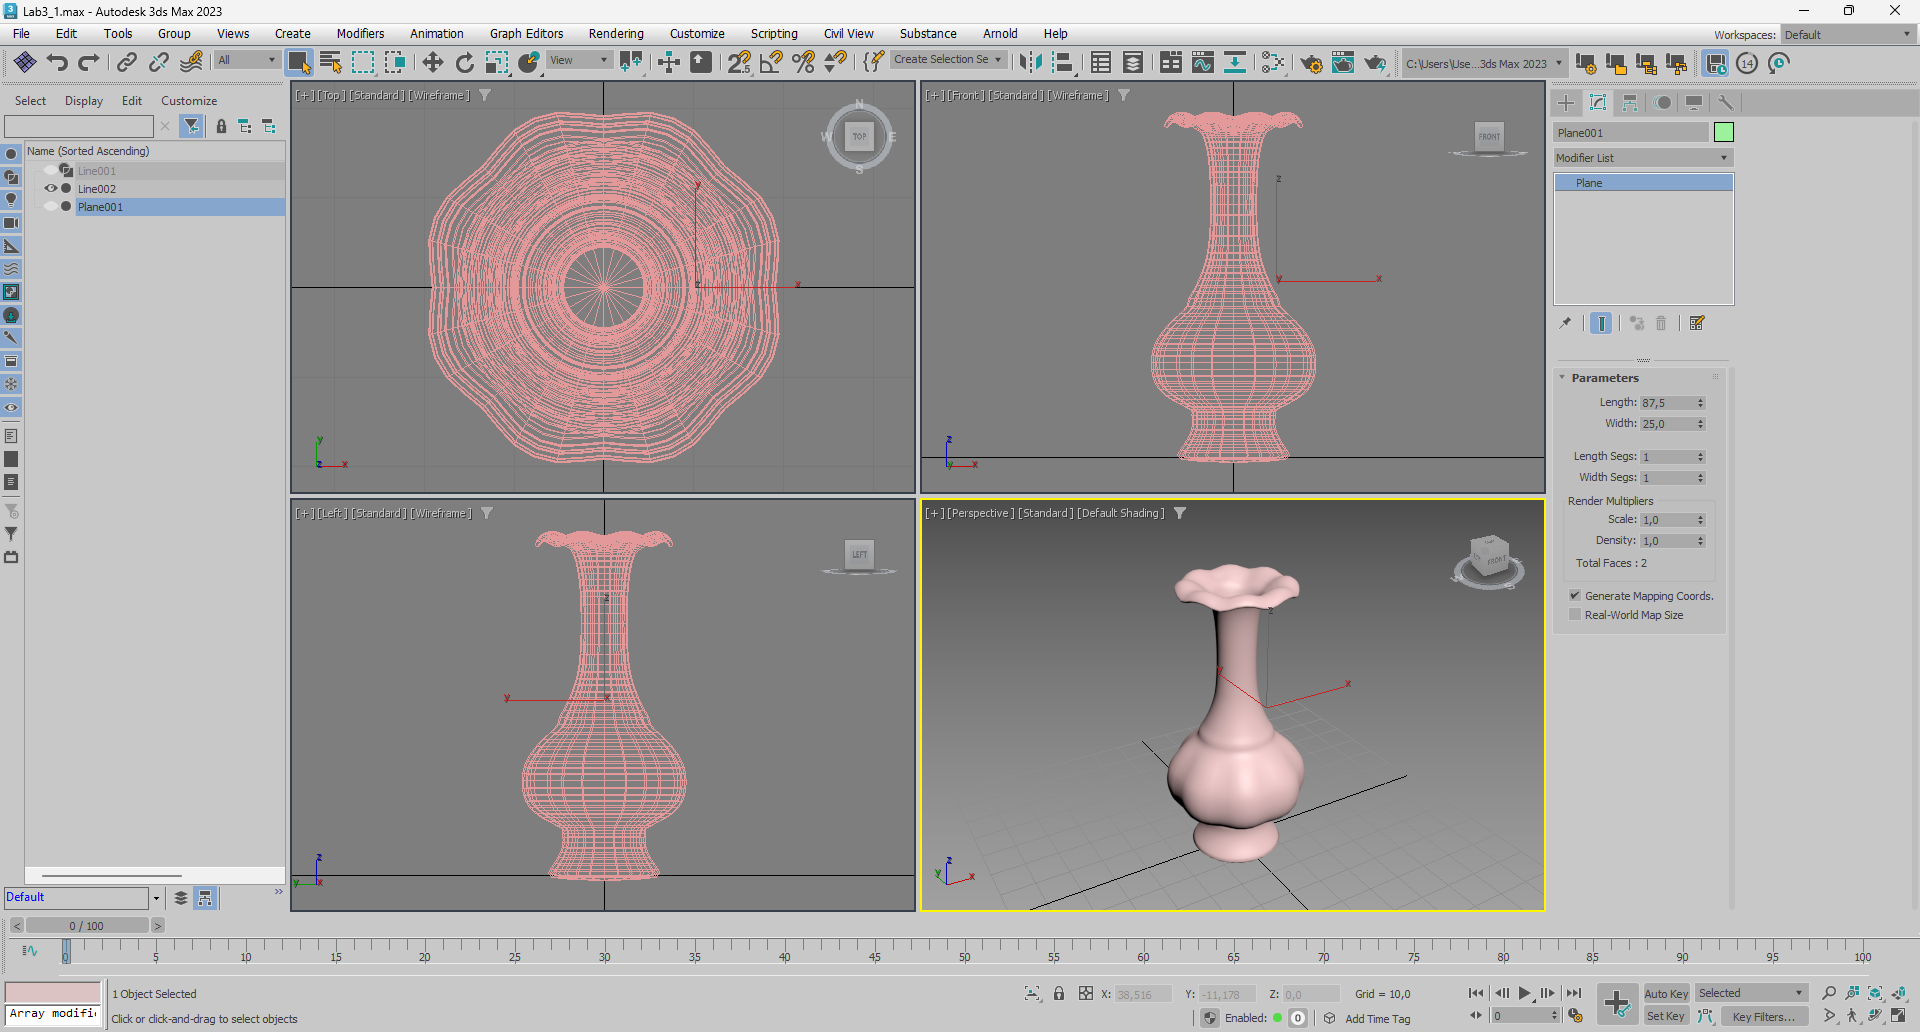 Lab3_1.max - Autodesk 3ds Max 2023
File Edit Tools Group Views Create Modifiers Animation Graph Editors Rendering Customize Scripting Civil View Substance Arnold Help
Workspaces: Default
All
View
Create Selection Se
C:\Users\Use...3ds Max 2023
14
Select Display Edit Customize
Name (Sorted Ascending)
Line001
Line002
Plane001
Default
[+] [Top] [Standard] [Wireframe]
N
W TOP E
S
y
z x
y
z x
[+] [Front] [Standard] [Wireframe]
FRONT
z
y x
z
y x
[+] [Left] [Standard] [Wireframe]
LEFT
z
y x
z
y x
[+] [Perspective] [Standard] [Default Shading]
FRONT
z
y
x
z
y x
Plane001
Modifier List
Plane
Parameters
Length: 87,5
Width: 25,0
Length Segs: 1
Width Segs: 1
Render Multipliers
Scale: 1,0
Density: 1,0
Total Faces : 2
Generate Mapping Coords.
Real-World Map Size
< 0 / 100 >
0 5 10 15 20 25 30 35 40 45 50 55 60 65 70 75 80 85 90 95 100
1 Object Selected
X: 38,516 Y: -11,178 Z: 0,0 Grid = 10,0
Auto Key Selected
Array modifi
Click or click-and-drag to select objects
Enabled: 0 Add Time Tag
0
Set Key Key Filters...